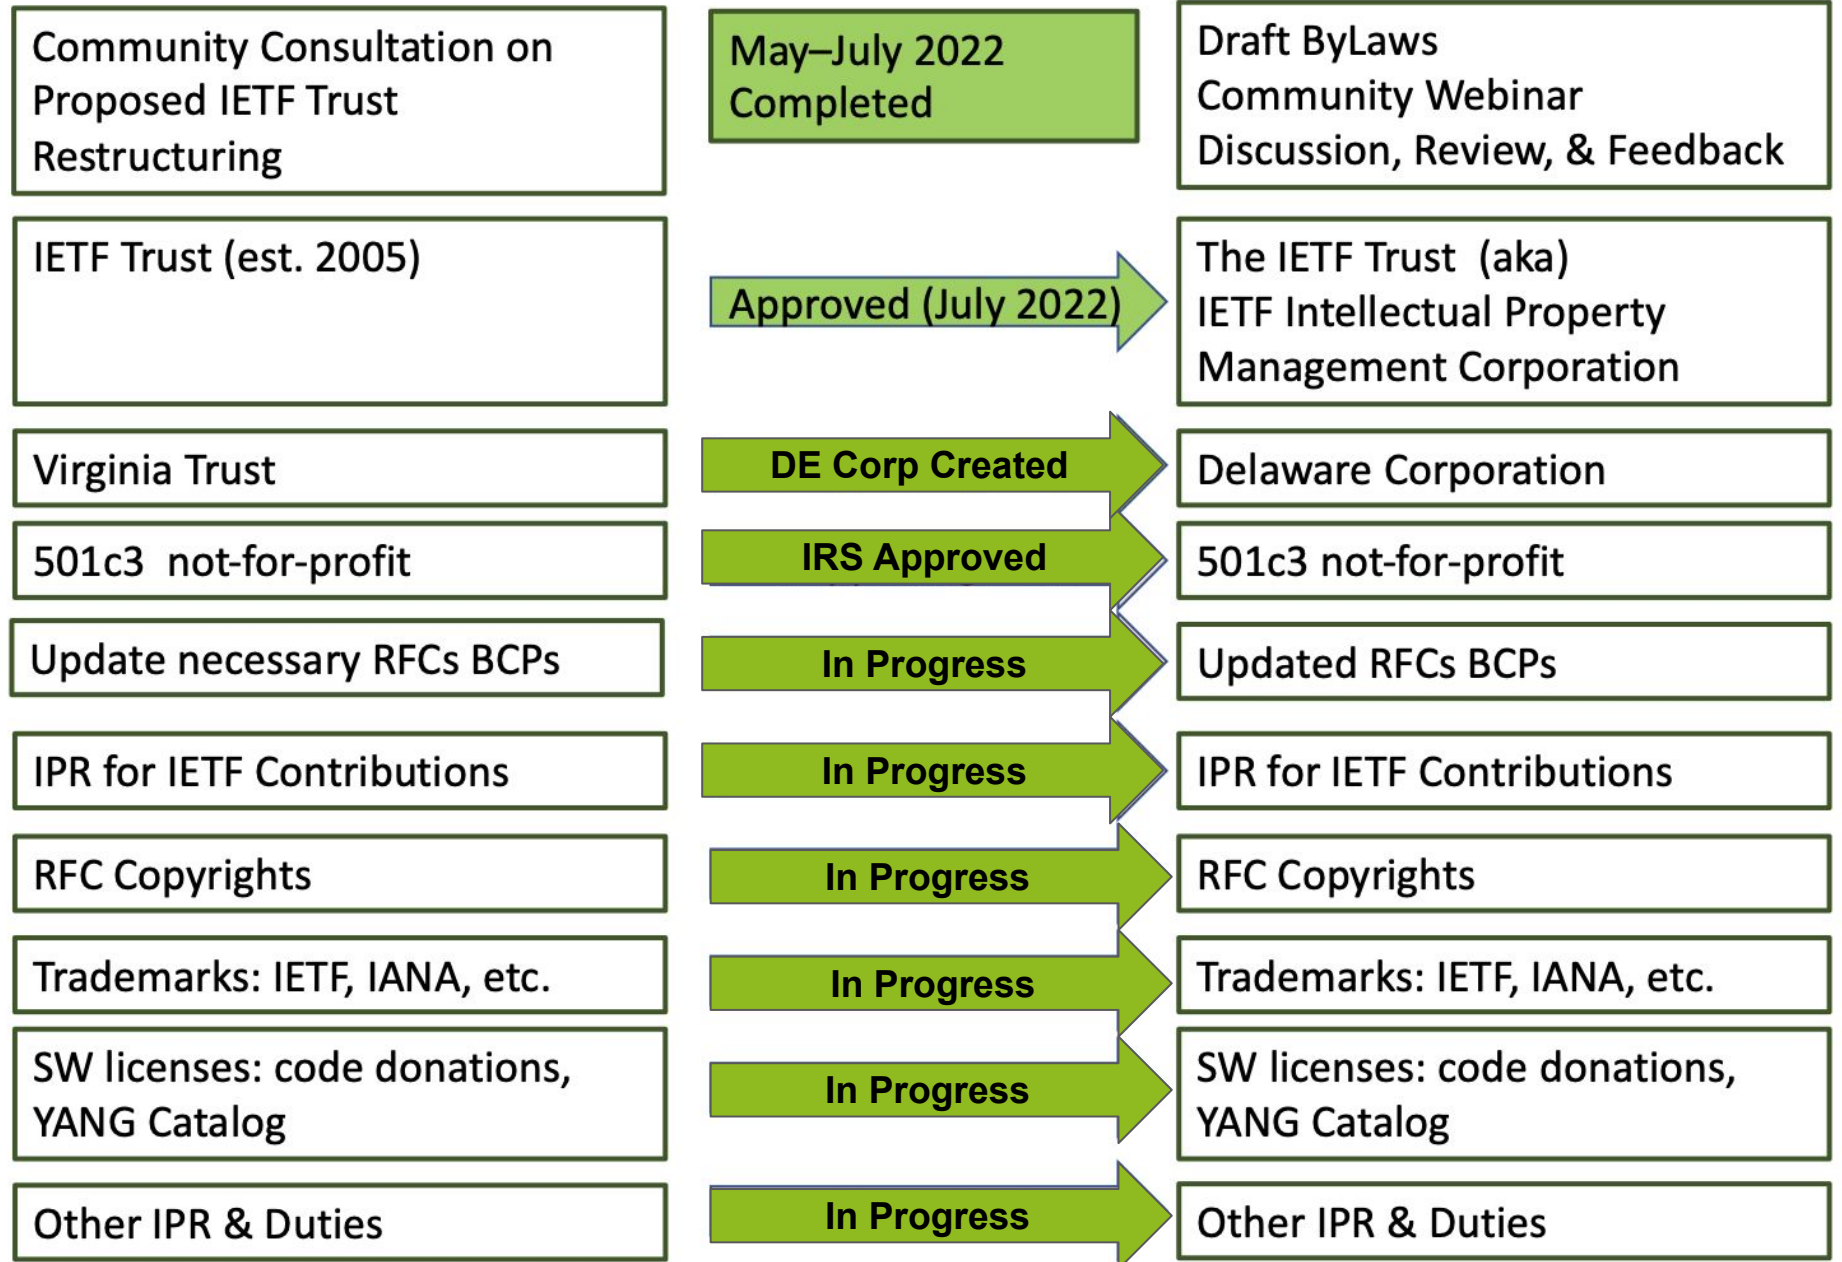 Community Consultation on
Proposed IETF Trust
Restructuring
May–July 2022
Completed
Draft ByLaws
Community Webinar
Discussion, Review, & Feedback
IETF Trust (est. 2005)
Approved (July 2022)
The IETF Trust (aka)
IETF Intellectual Property
Management Corporation
Virginia Trust
DE Corp Created
Delaware Corporation
501c3 not-for-profit
IRS Approved
501c3 not-for-profit
Update necessary RFCs BCPs
In Progress
Updated RFCs BCPs
IPR for IETF Contributions
In Progress
IPR for IETF Contributions
RFC Copyrights
In Progress
RFC Copyrights
Trademarks: IETF, IANA, etc.
In Progress
Trademarks: IETF, IANA, etc.
SW licenses: code donations,
YANG Catalog
In Progress
SW licenses: code donations,
YANG Catalog
Other IPR & Duties
In Progress
Other IPR & Duties